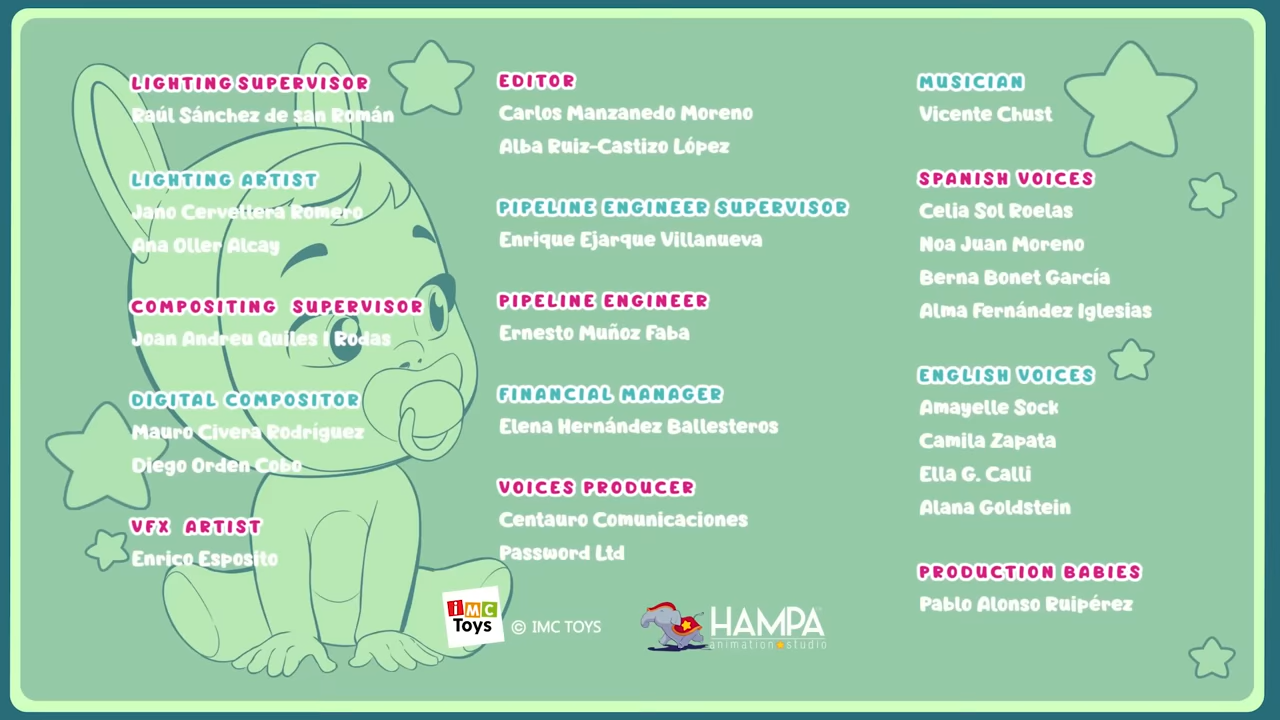 LIGHTING SUPERVISOR
Raúl Sánchez de san Román
LIGHTING ARTIST
Jano Cervellera Romero
Ana Oller Alcay
COMPOSITING SUPERVISOR
Joan Andreu Quiles I Rodas
DIGITAL COMPOSITOR
Mauro Civera Rodríguez
Diego Orden Cobo
VFX ARTIST
Enrico Esposito
EDITOR
Carlos Manzanedo Moreno
Alba Ruiz-Castizo López
PIPELINE ENGINEER SUPERVISOR
Enrique Ejarque Villanueva
PIPELINE ENGINEER
Ernesto Muñoz Faba
FINANCIAL MANAGER
Elena Hernández Ballesteros
VOICES PRODUCER
Centauro Comunicaciones
Password Ltd
MUSICIAN
Vicente Chust
SPANISH VOICES
Celia Sol Roelas
Noa Juan Moreno
Berna Bonet García
Alma Fernández Iglesias
ENGLISH VOICES
Amayelle Sock
Camila Zapata
Ella G. Calli
Alana Goldstein
PRODUCTION BABIES
Pablo Alonso Ruipérez
iMC
Toys
© IMC TOYS
HAMPA
animation studio